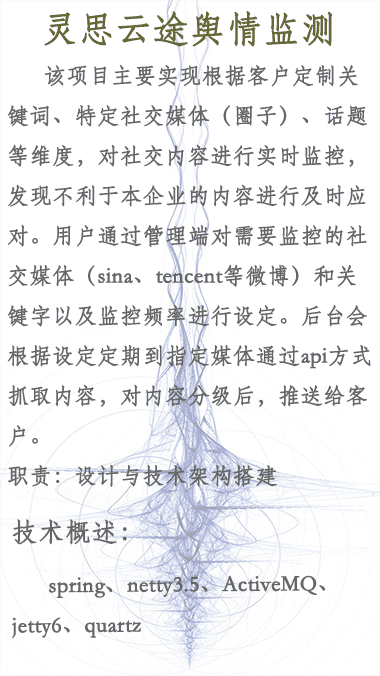 灵思云途舆情监测
该项目主要实现根据客户定制关
键词、特定社交媒体（圈子）、话题
等维度，对社交内容进行实时监控，
发现不利于本企业的内容进行及时应
对。用户通过管理端对需要监控的社
交媒体（sina、tencent等微博）和关
键字以及监控频率进行设定。后台会
根据设定定期到指定媒体通过api方式
抓取内容，对内容分级后，推送给客
户。
职责：设计与技术架构搭建
技术概述：
spring、netty3.5、ActiveMQ、
jetty6、quartz